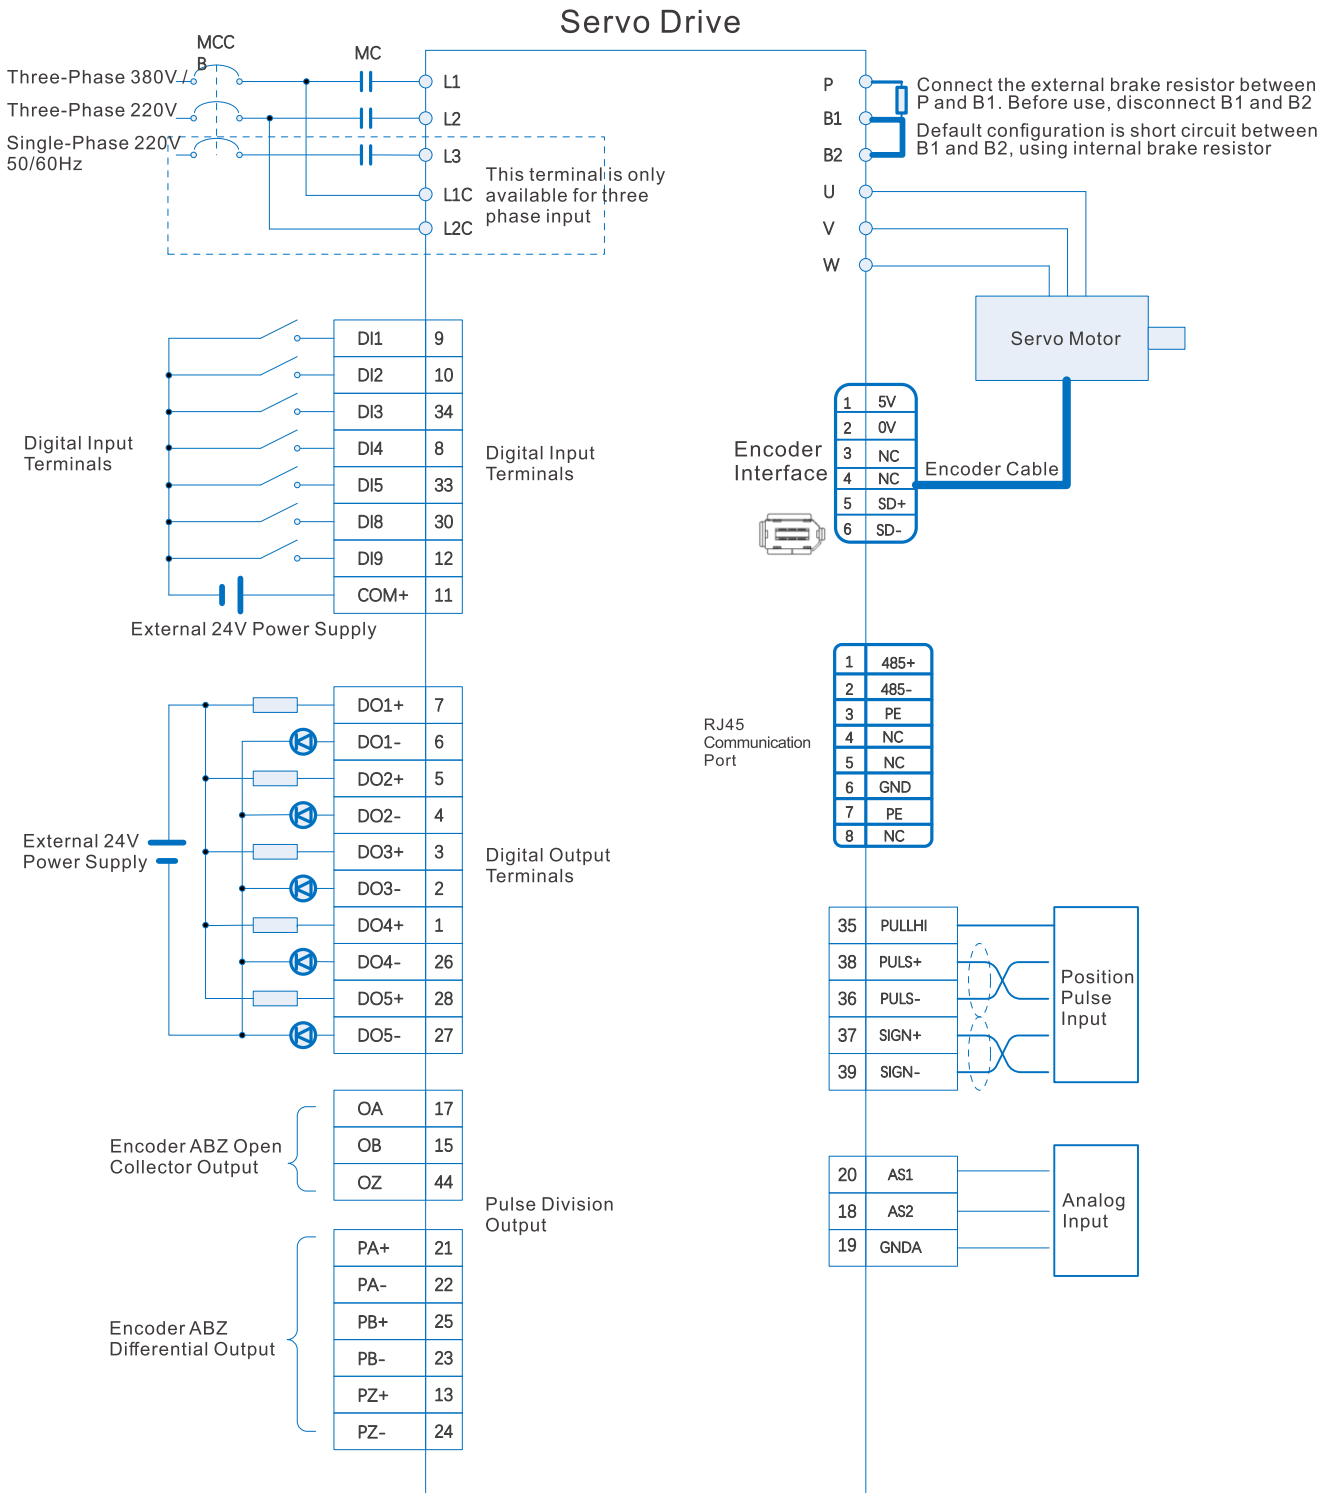 Servo Drive
MCC
B
MC
Three-Phase 380V /
Three-Phase 220V
Single-Phase 220V
50/60Hz
L1
L2
L3
L1C
L2C
This terminal is only
available for three
phase input
P
B1
B2
U
V
W
Connect the external brake resistor between
P and B1. Before use, disconnect B1 and B2
Default configuration is short circuit between
B1 and B2, using internal brake resistor
Servo Motor
Digital Input
Terminals
DI1 9
DI2 10
DI3 34
DI4 8
DI5 33
DI8 30
DI9 12
COM+ 11
Digital Input
Terminals
External 24V Power Supply
Encoder
Interface
1 5V
2 0V
3 NC
4 NC
5 SD+
6 SD-
Encoder Cable
RJ45
Communication
Port
1 485+
2 485-
3 PE
4 NC
5 NC
6 GND
7 PE
8 NC
External 24V
Power Supply
DO1+ 7
DO1- 6
DO2+ 5
DO2- 4
DO3+ 3
DO3- 2
DO4+ 1
DO4- 26
DO5+ 28
DO5- 27
Digital Output
Terminals
35 PULLHI
38 PULS+
36 PULS-
37 SIGN+
39 SIGN-
Position
Pulse
Input
Encoder ABZ Open
Collector Output
OA 17
OB 15
OZ 44
Pulse Division
Output
20 AS1
18 AS2
19 GNDA
Analog
Input
Encoder ABZ
Differential Output
PA+ 21
PA- 22
PB+ 25
PB- 23
PZ+ 13
PZ- 24